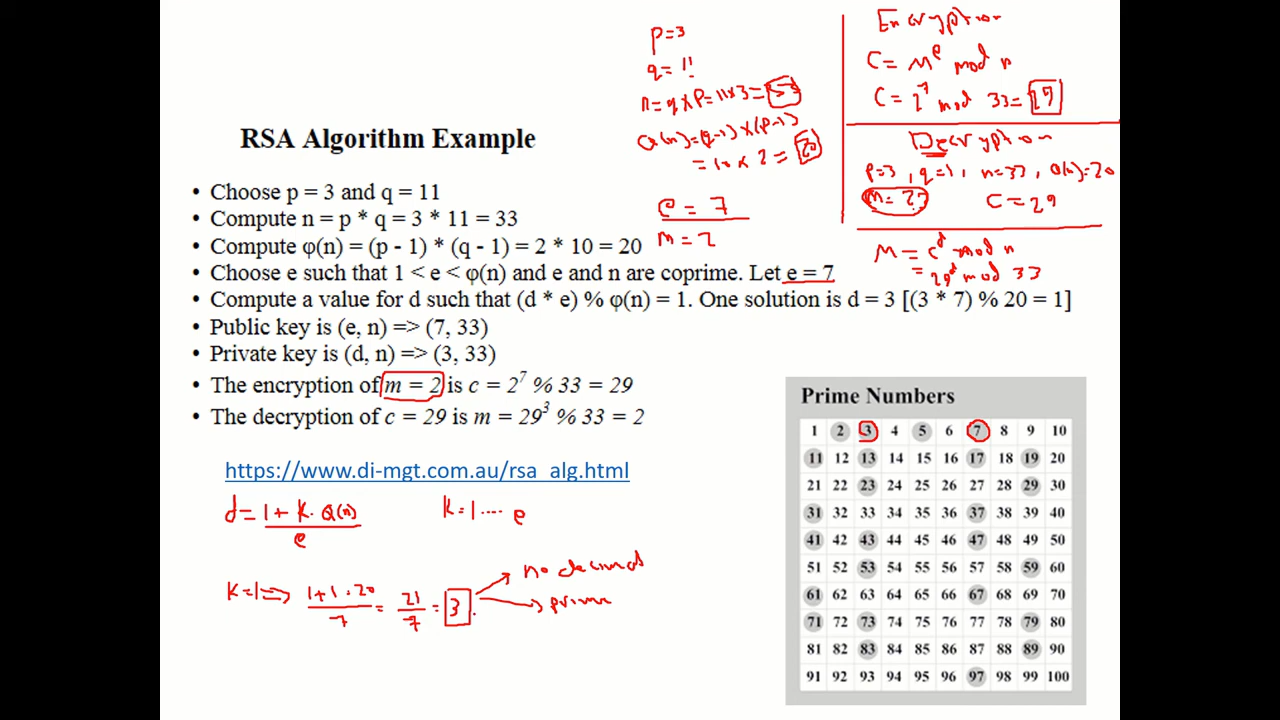 p=3
q=11
n=q×p=11×3=33
Q(n)=(q-1)×(p-1)
=10×2=20
e = 7
m=2
Encryption
C= M^e mod n
C= 2^7 mod 33=29
Decryption
p=3, q=1, n=33, Q(n)=20
m=?? C=29
M = C^d mod n
=29^d mod 33
RSA Algorithm Example
• Choose p = 3 and q = 11
• Compute n = p * q = 3 * 11 = 33
• Compute φ(n) = (p - 1) * (q - 1) = 2 * 10 = 20
• Choose e such that 1 < e < φ(n) and e and n are coprime. Let e = 7
• Compute a value for d such that (d * e) % φ(n) = 1. One solution is d = 3 [(3 * 7) % 20 = 1]
• Public key is (e, n) => (7, 33)
• Private key is (d, n) => (3, 33)
• The encryption of m = 2 is c = 2^7 % 33 = 29
• The decryption of c = 29 is m = 29^3 % 33 = 2
https://www.di-mgt.com.au/rsa_alg.html
d= 1+K.Q(n) / e K=1.... e
K=1=> 1+1.20 / 7 = 21 / 7 = 3
no decimal
prime
Prime Numbers
1 2 3 4 5 6 7 8 9 10
11 12 13 14 15 16 17 18 19 20
21 22 23 24 25 26 27 28 29 30
31 32 33 34 35 36 37 38 39 40
41 42 43 44 45 46 47 48 49 50
51 52 53 54 55 56 57 58 59 60
61 62 63 64 65 66 67 68 69 70
71 72 73 74 75 76 77 78 79 80
81 82 83 84 85 86 87 88 89 90
91 92 93 94 95 96 97 98 99 100